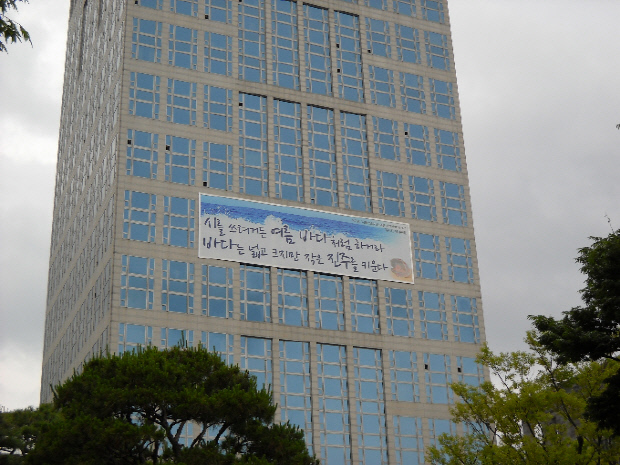 시를 쓰려거든 여름 바다처럼 하거라
바다는 넓고 크지만 작은 진주를 키운다